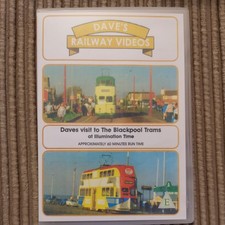 DAVE'S
RAILWAY VIDEOS
Daves visit to The Blackpool Trams
at Illumination Time
APPROXIMATELY 60 MINUTES RUN TIME